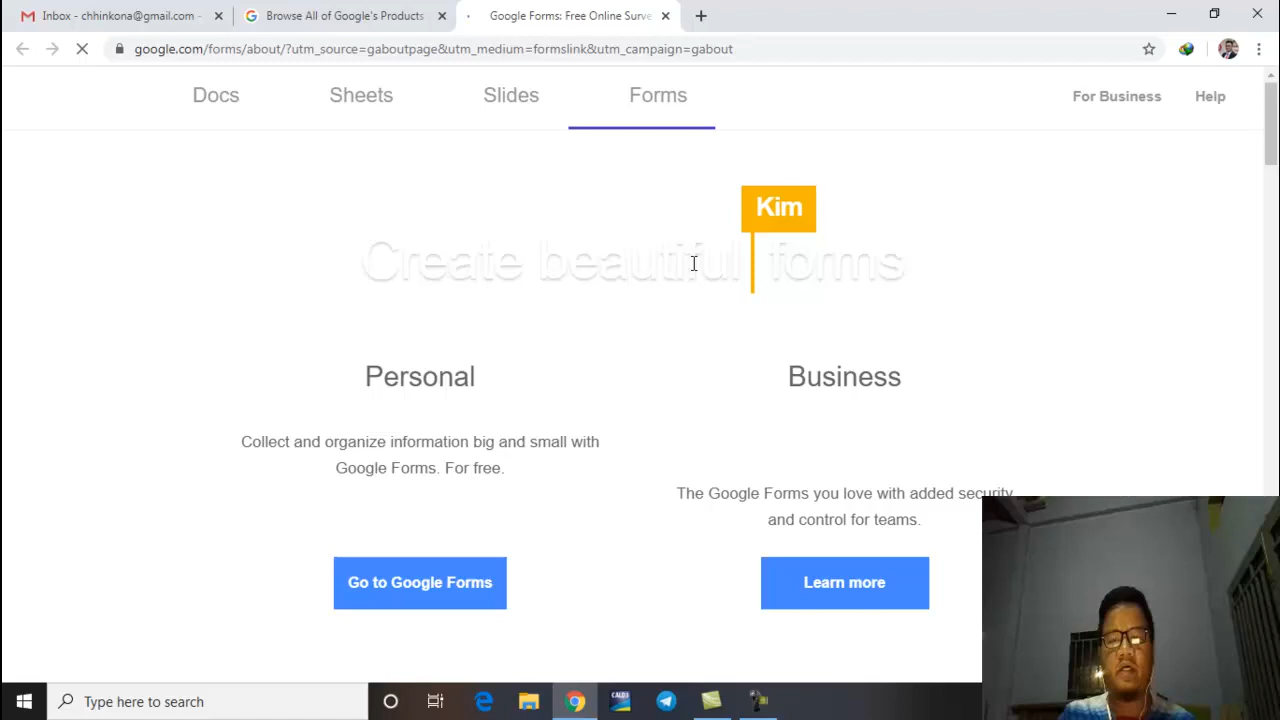 Inbox - chhinkona@gmail.com -
Browse All of Google's Products
Google Forms: Free Online Surve
google.com/forms/about/?utm_source=gaboutpage&utm_medium=formslink&utm_campaign=gabout
Docs
Sheets
Slides
Forms
For Business
Help
Kim
Create beautiful forms
Personal
Collect and organize information big and small with
Google Forms. For free.
Go to Google Forms
Business
The Google Forms you love with added security
and control for teams.
Learn more
Type here to search